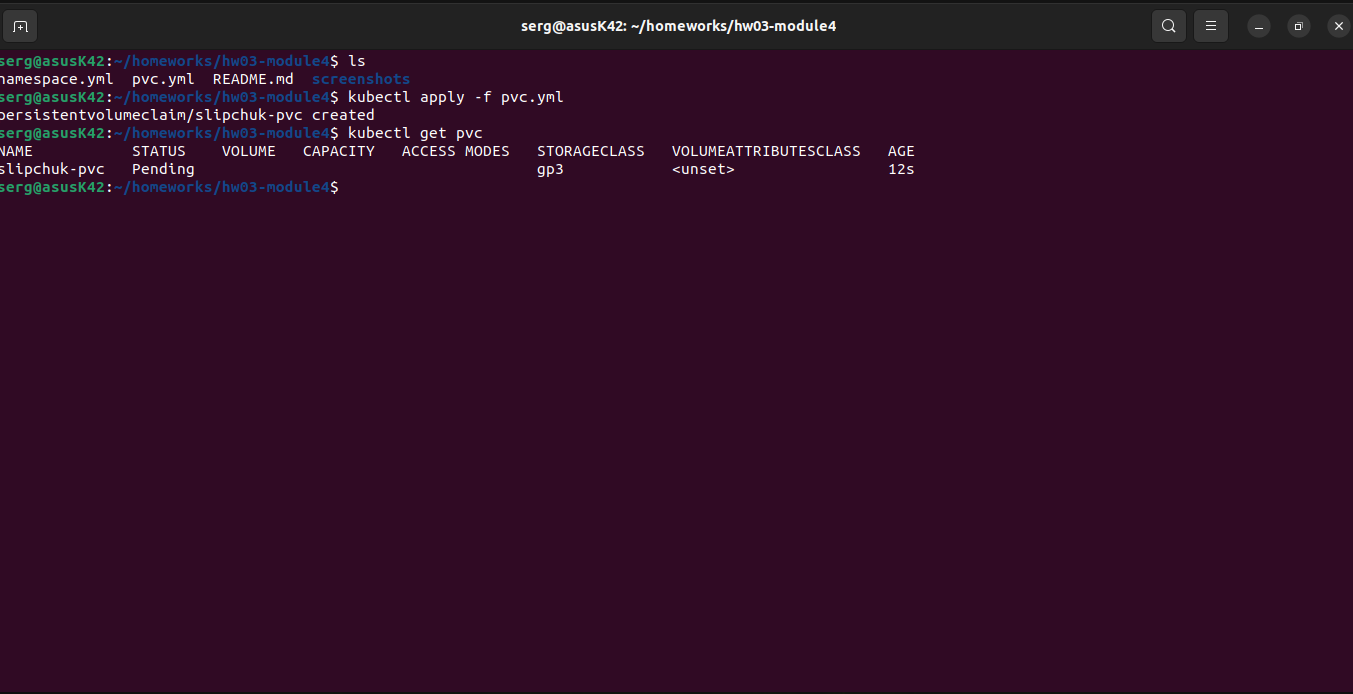 serg@asusK42: ~/homeworks/hw03-module4
serg@asusK42:~/homeworks/hw03-module4$ ls
namespace.yml  pvc.yml  README.md  screenshots
serg@asusK42:~/homeworks/hw03-module4$ kubectl apply -f pvc.yml
persistentvolumeclaim/slipchuk-pvc created
serg@asusK42:~/homeworks/hw03-module4$ kubectl get pvc
NAME           STATUS    VOLUME   CAPACITY   ACCESS MODES   STORAGECLASS   VOLUMEATTRIBUTESCLASS   AGE
slipchuk-pvc   Pending                                      gp3            <unset>                 12s
serg@asusK42:~/homeworks/hw03-module4$